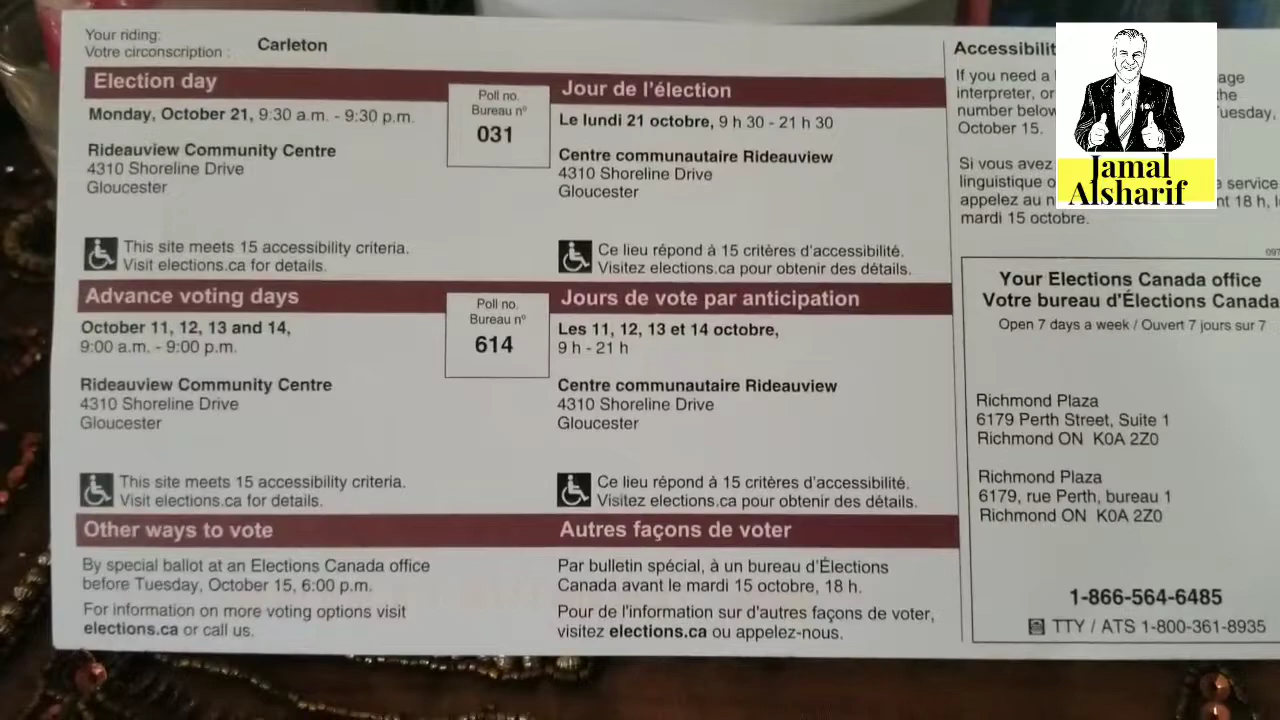 Your riding:
Votre circonscription :
Carleton
Election day
Monday, October 21, 9:30 a.m. - 9:30 p.m.
Rideauview Community Centre
4310 Shoreline Drive
Gloucester
This site meets 15 accessibility criteria.
Visit elections.ca for details.
Poll no.
Bureau nº
031
Jour de l'élection
Le lundi 21 octobre, 9 h 30 - 21 h 30
Centre communautaire Rideauview
4310 Shoreline Drive
Gloucester
Ce lieu répond à 15 critères d'accessibilité.
Visitez elections.ca pour obtenir des détails.
Advance voting days
October 11, 12, 13 and 14,
9:00 a.m. - 9:00 p.m.
Rideauview Community Centre
4310 Shoreline Drive
Gloucester
This site meets 15 accessibility criteria.
Visit elections.ca for details.
Poll no.
Bureau nº
614
Jours de vote par anticipation
Les 11, 12, 13 et 14 octobre,
9 h - 21 h
Centre communautaire Rideauview
4310 Shoreline Drive
Gloucester
Ce lieu répond à 15 critères d'accessibilité.
Visitez elections.ca pour obtenir des détails.
Other ways to vote
By special ballot at an Elections Canada office
before Tuesday, October 15, 6:00 p.m.
For information on more voting options visit
elections.ca or call us.
Autres façons de voter
Par bulletin spécial, à un bureau d'Élections
Canada avant le mardi 15 octobre, 18 h.
Pour de l'information sur d'autres façons de voter,
visitez elections.ca ou appelez-nous.
If you need a
interpreter, or the
number below
October 15.
Si vous avez
linguistique service
appelez au 18 h,
mardi 15 octobre.
Jamal
Alsharif
Your Elections Canada office
Votre bureau d'Élections Canada
Open 7 days a week / Ouvert 7 jours sur 7
Richmond Plaza
6179 Perth Street, Suite 1
Richmond ON K0A 2Z0
Richmond Plaza
6179, rue Perth, bureau 1
Richmond ON K0A 2Z0
1-866-564-6485
TTY / ATS 1-800-361-8935